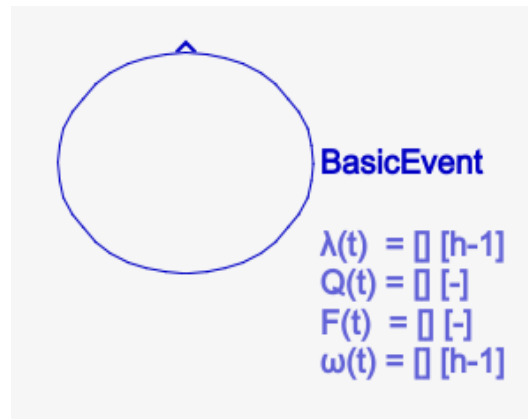 BasicEvent
λ(t) = [] [h-1]
Q(t) = [] [-]
F(t) = [] [-]
ω(t) = [] [h-1]